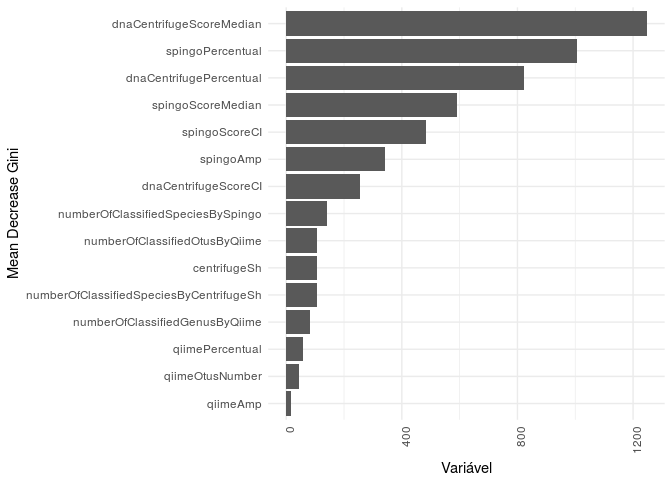 Mean Decrease Gini
dnaCentrifugeScoreMedian
spingoPercentual
dnaCentrifugePercentual
spingoScoreMedian
spingoScoreCI
spingoAmp
dnaCentrifugeScoreCI
numberOfClassifiedSpeciesBySpingo
numberOfClassifiedOtusByQiime
centrifugeSh
numberOfClassifiedSpeciesByCentrifugeSh
numberOfClassifiedGenusByQiime
qiimePercentual
qiimeOtusNumber
qiimeAmp
0
400
800
1200
Variável